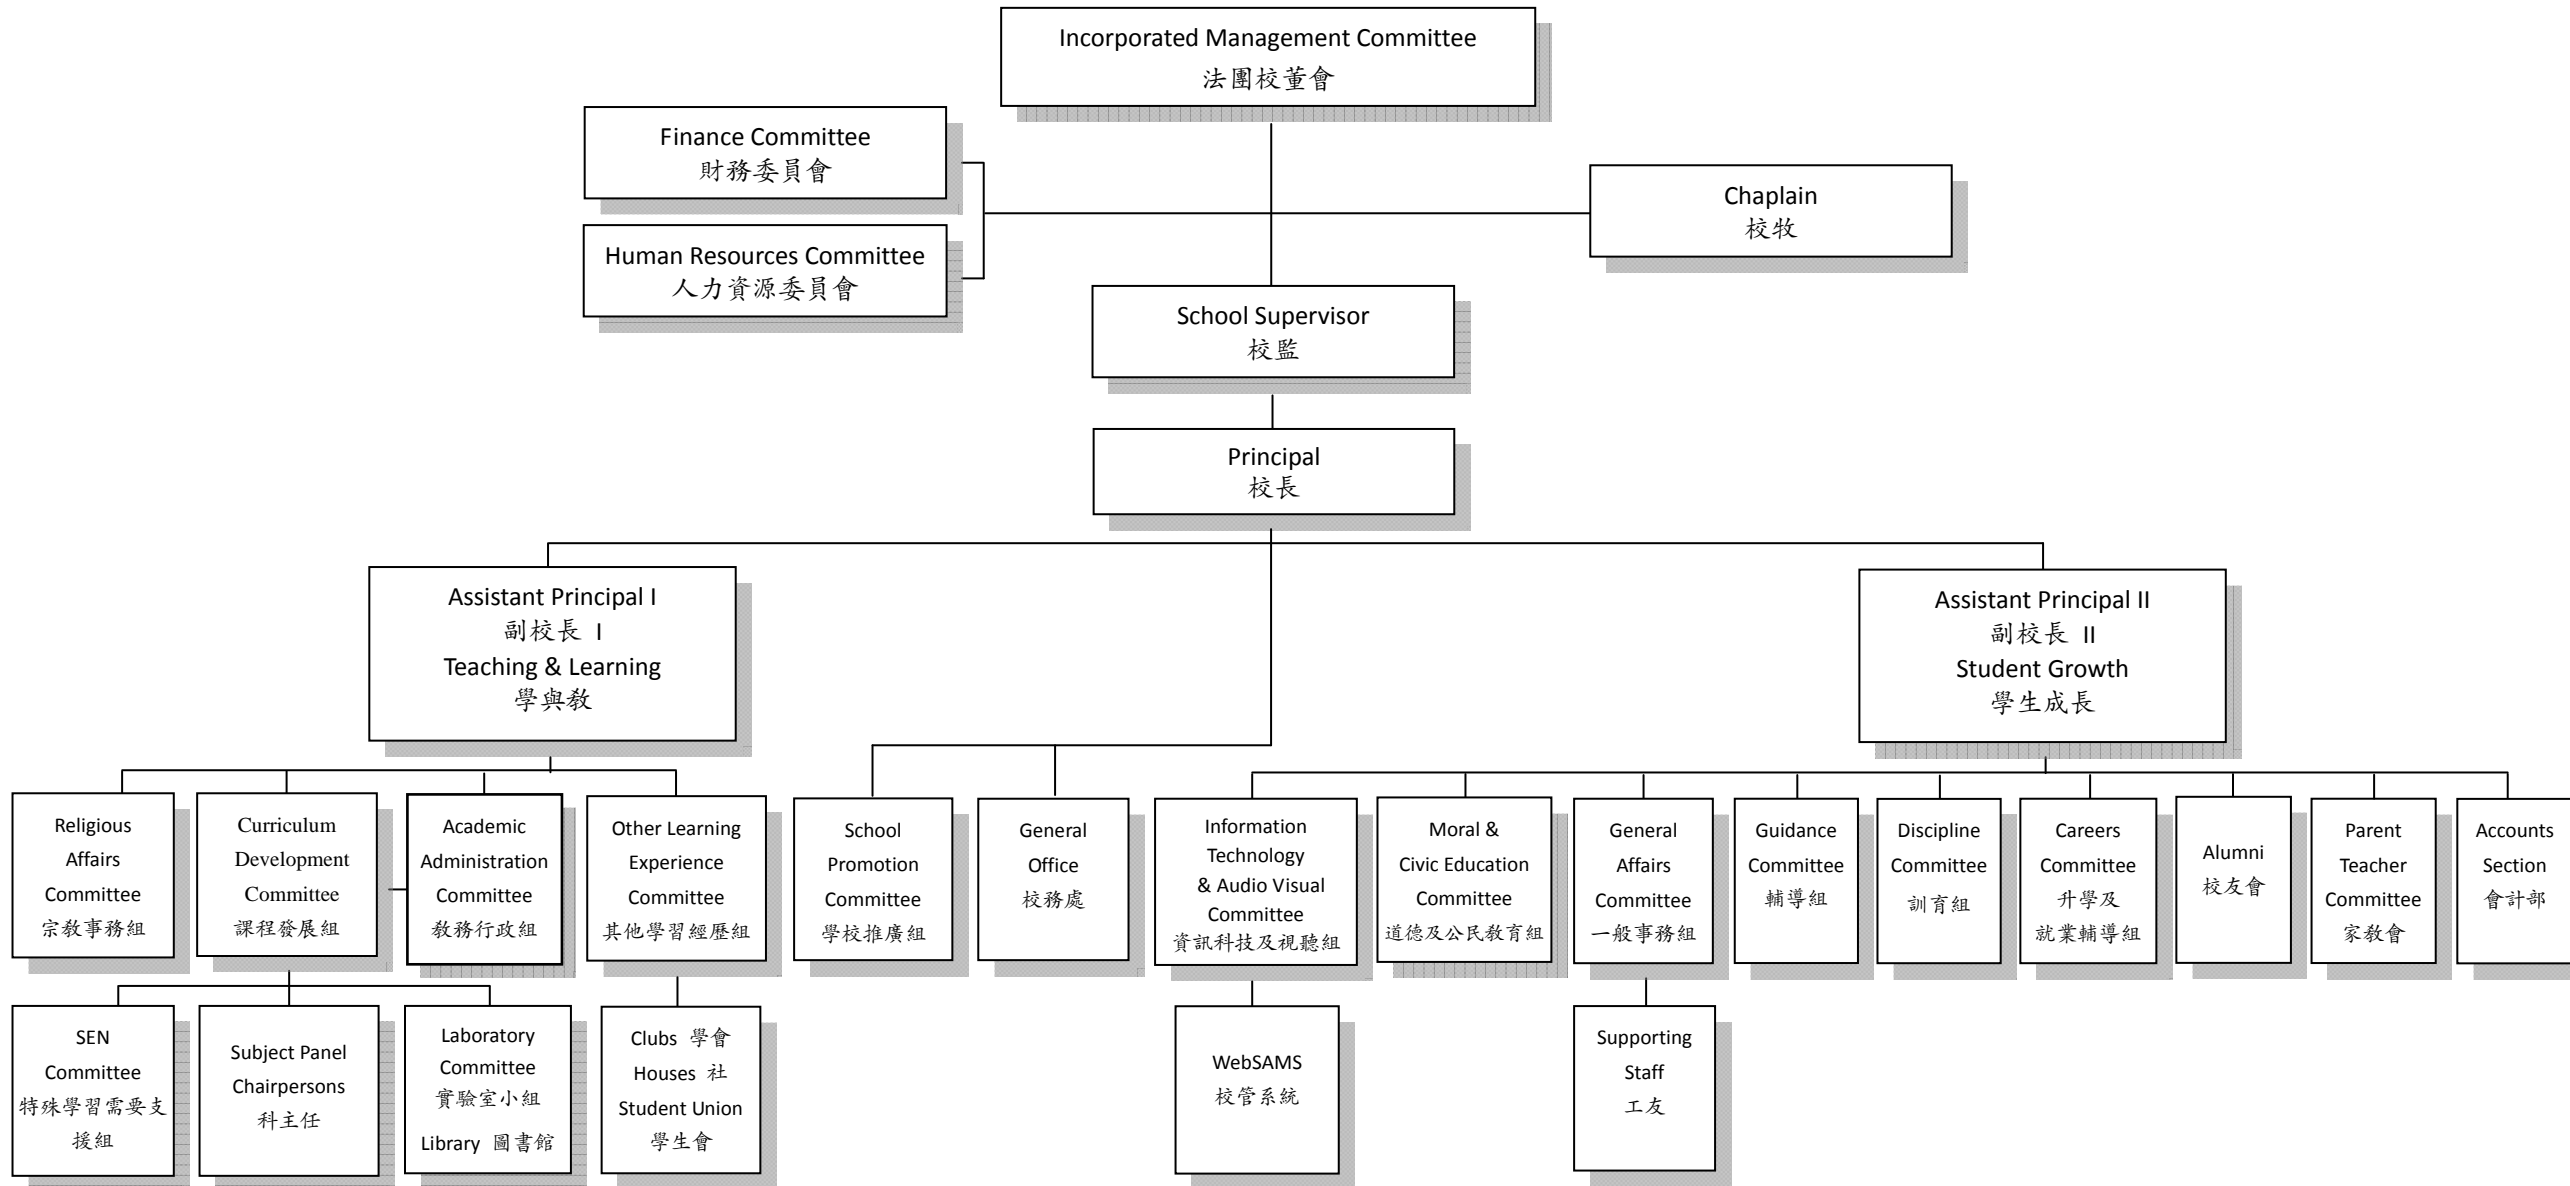 Incorporated Management Committee
法團校董會
Finance Committee
財務委員會
Chaplain
校牧
Human Resources Committee
人力資源委員會
School Supervisor
校監
Principal
校長
Assistant Principal I
副校長 I
Teaching & Learning
學與教
Assistant Principal II
副校長 II
Student Growth
學生成長
Religious
Affairs
Committee
宗教事務組
Curriculum
Development
Committee
課程發展組
Academic
Administration
Committee
教務行政組
Other Learning
Experience
Committee
其他學習經歷組
School
Promotion
Committee
學校推廣組
General
Office
校務處
Information
Technology
& Audio Visual
Committee
資訊科技及視聽組
Moral &
Civic Education
Committee
道德及公民教育組
General
Affairs
Committee
一般事務組
Guidance
Committee
輔導組
Discipline
Committee
訓育組
Careers
Committee
升學及
就業輔導組
Alumni
校友會
Parent
Teacher
Committee
家教會
Accounts
Section
會計部
SEN
Committee
特殊學習需要支
援組
Subject Panel
Chairpersons
科主任
Laboratory
Committee
實驗室小組
Library 圖書館
Clubs 學會
Houses 社
Student Union
學生會
WebSAMS
校管系統
Supporting
Staff
工友